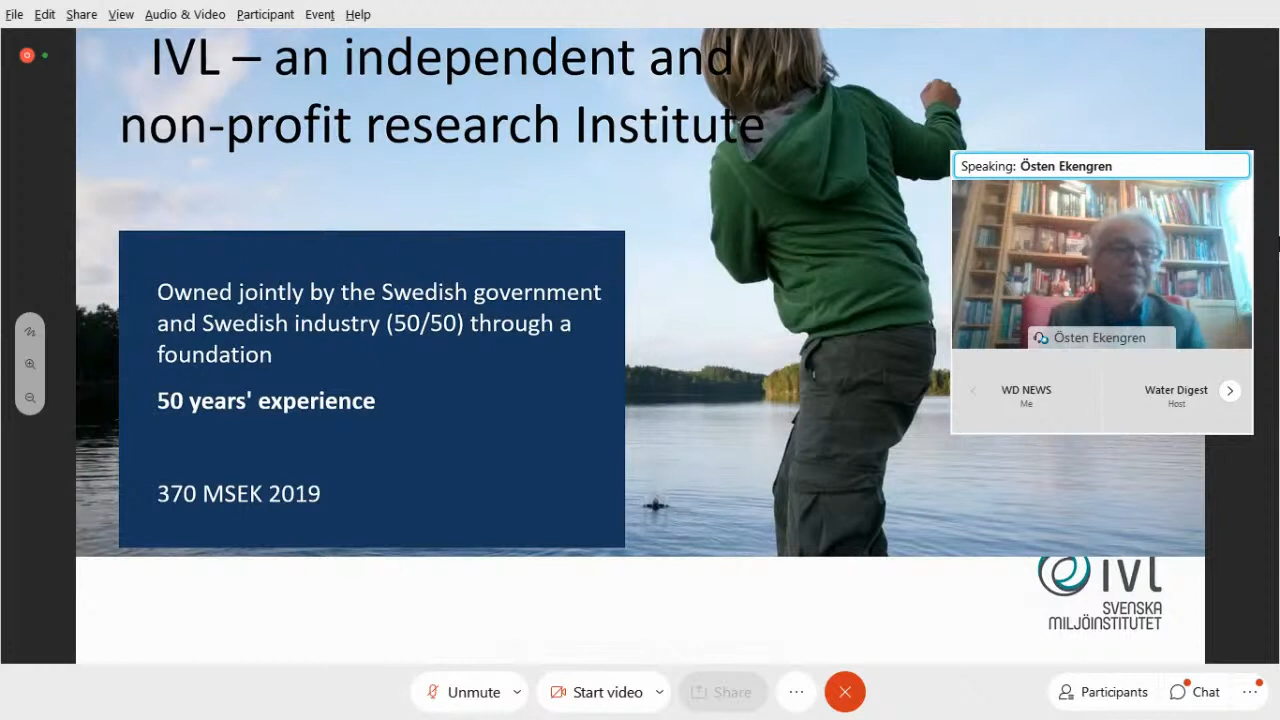 File Edit Share View Audio & Video Participant Event Help
IVL – an independent and
non-profit research Institute
Speaking: Östen Ekengren
Östen Ekengren
WD NEWS
Me
Water Digest
Host
Owned jointly by the Swedish government
and Swedish industry (50/50) through a
foundation
50 years' experience
370 MSEK 2019
ivl
SVENSKA
MILJÖINSTITUTET
Unmute
Start video
Share
Participants
Chat